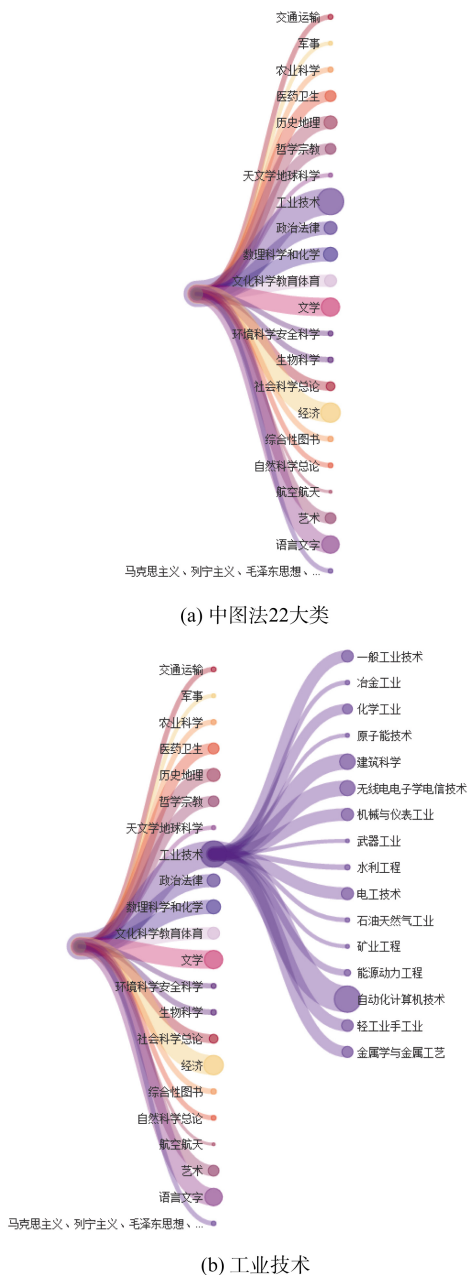 交通运输
军事
农业科学
医药卫生
历史地理
哲学宗教
天文学地球科学
工业技术
政治法律
数理科学和化学
文化科学教育体育
文学
环境科学安全科学
生物科学
社会科学总论
经济
综合性图书
自然科学总论
航空航天
艺术
语言文字
马克思主义、列宁主义、毛泽东思想、...
(a) 中图法22大类
交通运输
军事
农业科学
医药卫生
历史地理
哲学宗教
天文学地球科学
工业技术
政治法律
数理科学和化学
文化科学教育体育
文学
环境科学安全科学
生物科学
社会科学总论
经济
综合性图书
自然科学总论
航空航天
艺术
语言文字
马克思主义、列宁主义、毛泽东思想、...
一般工业技术
冶金工业
化学工业
原子能技术
建筑科学
无线电电子学电信技术
机械与仪表工业
武器工业
水利工程
电工技术
石油天然气工业
矿业工程
能源动力工程
自动化计算机技术
轻工业手工业
金属学与金属工艺
(b) 工业技术